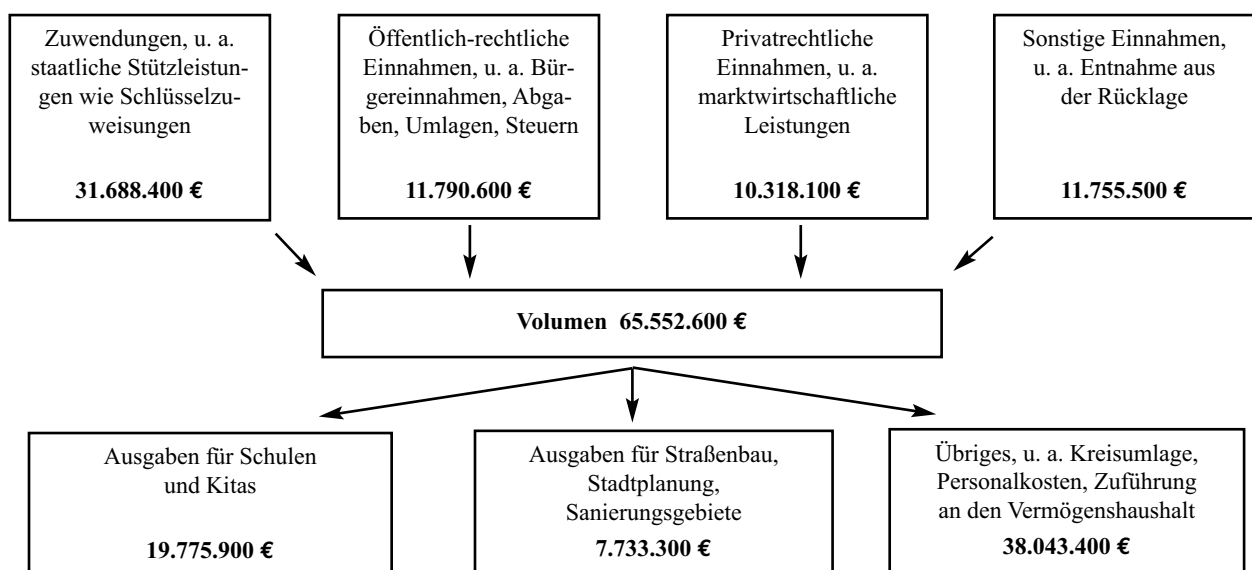 Zuwendungen, u. a.
staatliche Stützleistun-
gen wie Schlüsselzu-
weisungen
31.688.400 €
Öffentlich-rechtliche
Einnahmen, u. a. Bür-
gereinnahmen, Abga-
ben, Umlagen, Steuern
11.790.600 €
Privatrechtliche
Einnahmen, u. a.
marktwirtschaftliche
Leistungen
10.318.100 €
Sonstige Einnahmen,
u. a. Entnahme aus
der Rücklage
11.755.500 €
Volumen 65.552.600 €
Ausgaben für Schulen
und Kitas
19.775.900 €
Ausgaben für Straßenbau,
Stadtplanung,
Sanierungsgebiete
7.733.300 €
Übriges, u. a. Kreisumlage,
Personalkosten, Zuführung
an den Vermögenshaushalt
38.043.400 €